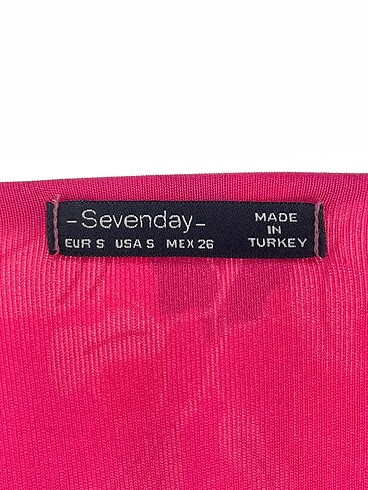 -Sevenday-
EUR S USA S MEX 26
MADE
IN
TURKEY